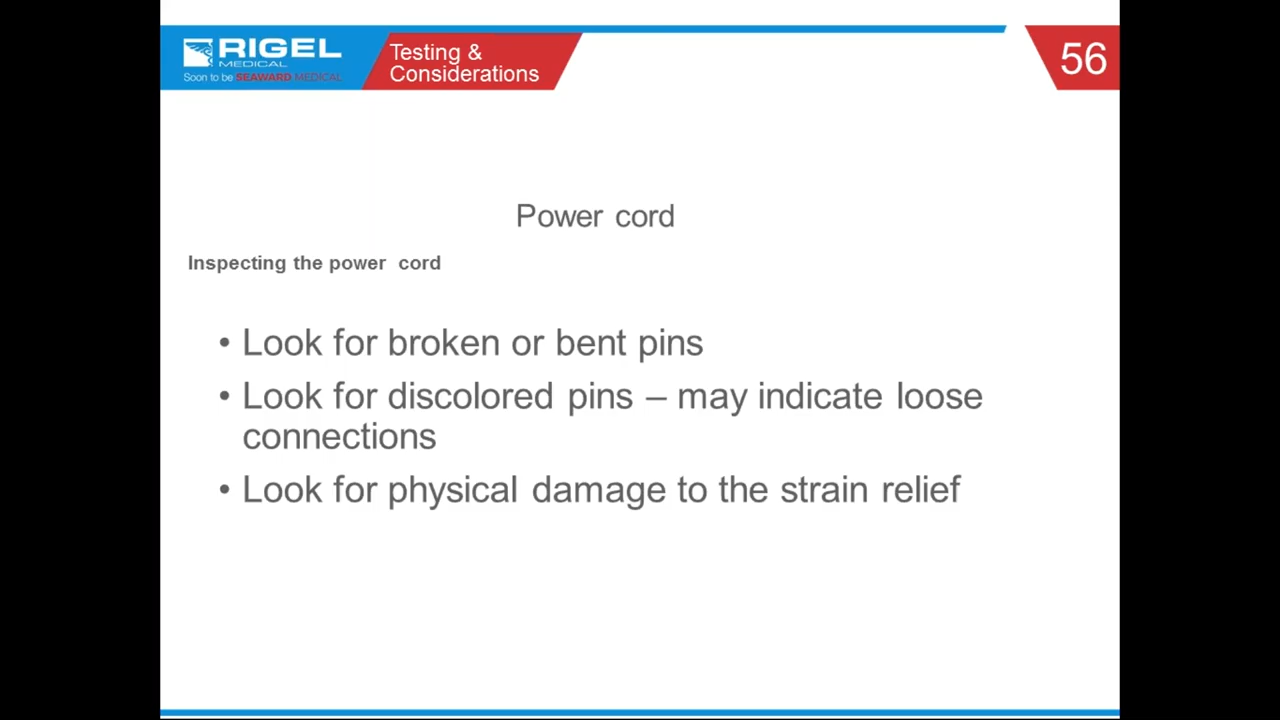 RIGEL
MEDICAL
Soon to be SEAWARD MEDICAL
Testing &
Considerations
56
Power cord
Inspecting the power cord
• Look for broken or bent pins
• Look for discolored pins – may indicate loose
connections
• Look for physical damage to the strain relief